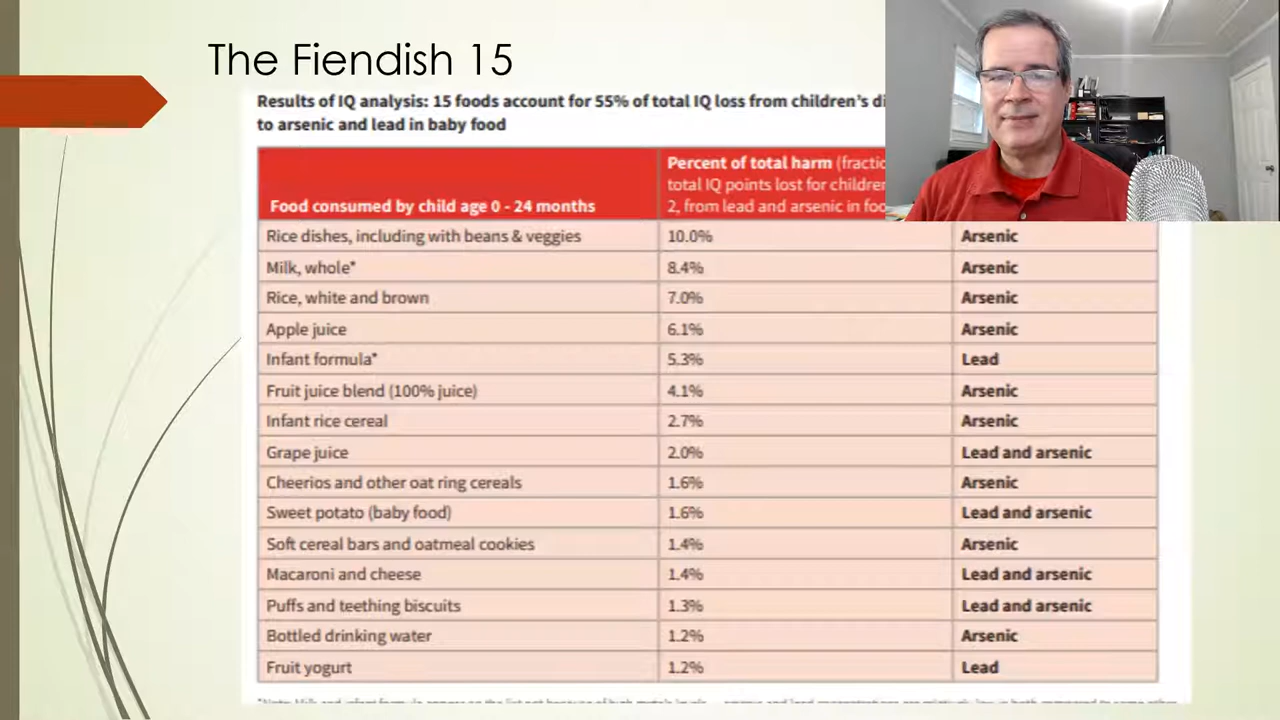 The Fiendish 15
Results of IQ analysis: 15 foods account for 55% of total IQ loss from children's
to arsenic and lead in baby food
Food consumed by child age 0 - 24 months
Percent of total harm
total IQ points lost for children
2, from lead and arsenic in
Rice dishes, including with beans & veggies 10.0% Arsenic
Milk, whole* 8.4% Arsenic
Rice, white and brown 7.0% Arsenic
Apple juice 6.1% Arsenic
Infant formula* 5.3% Lead
Fruit juice blend (100% juice) 4.1% Arsenic
Infant rice cereal 2.7% Arsenic
Grape juice 2.0% Lead and arsenic
Cheerios and other oat ring cereals 1.6% Arsenic
Sweet potato (baby food) 1.6% Lead and arsenic
Soft cereal bars and oatmeal cookies 1.4% Arsenic
Macaroni and cheese 1.4% Lead and arsenic
Puffs and teething biscuits 1.3% Lead and arsenic
Bottled drinking water 1.2% Arsenic
Fruit yogurt 1.2% Lead